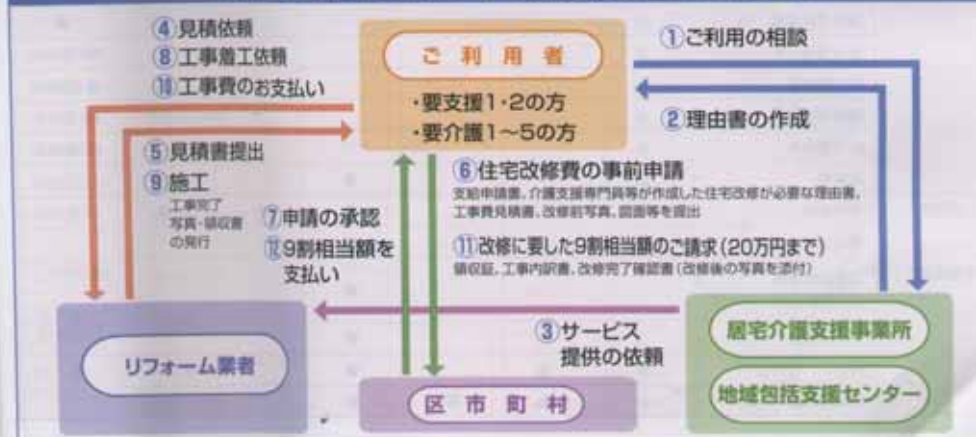 ④見積依頼
⑧工事着工依頼
⑩工事費のお支払い
ご利用者
・要支援1・2の方
・要介護1~5の方
①ご利用の相談
②理由書の作成
⑤見積書提出
⑨施工
工事完了
写真・領収書
の発行
⑦申請の承認
⑫9割相当額を
支払い
⑥住宅改修費の事前申請
支給申請書、介護支援専門員等が作成した住宅改修が必要な理由書、
工事費見積書、改修前写真、図面等を提出
⑪改修に要した9割相当額のご請求(20万円まで)
領収証、工事内訳書、改修完了確認書(改修後の写真を添付)
③サービス
提供の依頼
リフォーム業者
区市町村
居宅介護支援事業所
地域包括支援センター